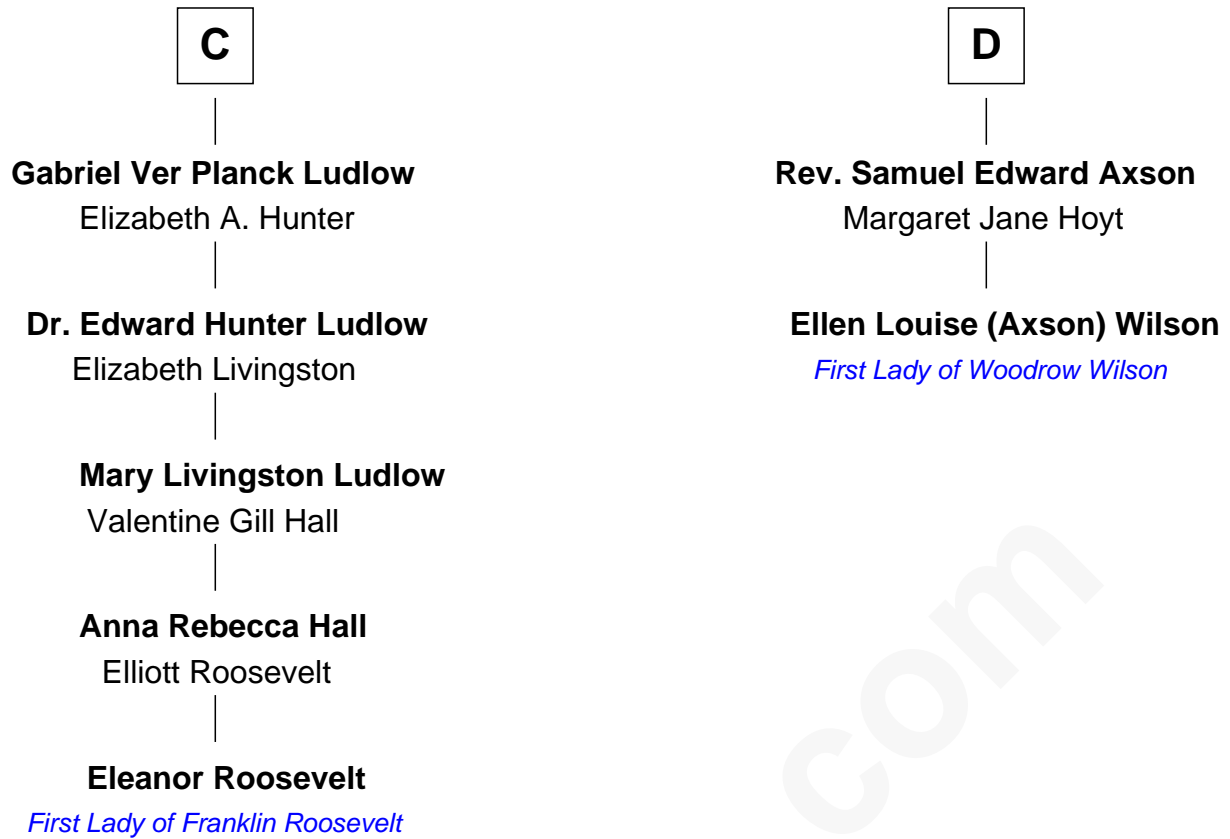 C
Gabriel Ver Planck Ludlow
Elizabeth A. Hunter
Dr. Edward Hunter Ludlow
Elizabeth Livingston
Mary Livingston Ludlow
Valentine Gill Hall
Anna Rebecca Hall
Elliott Roosevelt
Eleanor Roosevelt
First Lady of Franklin Roosevelt
D
Rev. Samuel Edward Axson
Margaret Jane Hoyt
Ellen Louise (Axson) Wilson
First Lady of Woodrow Wilson
com